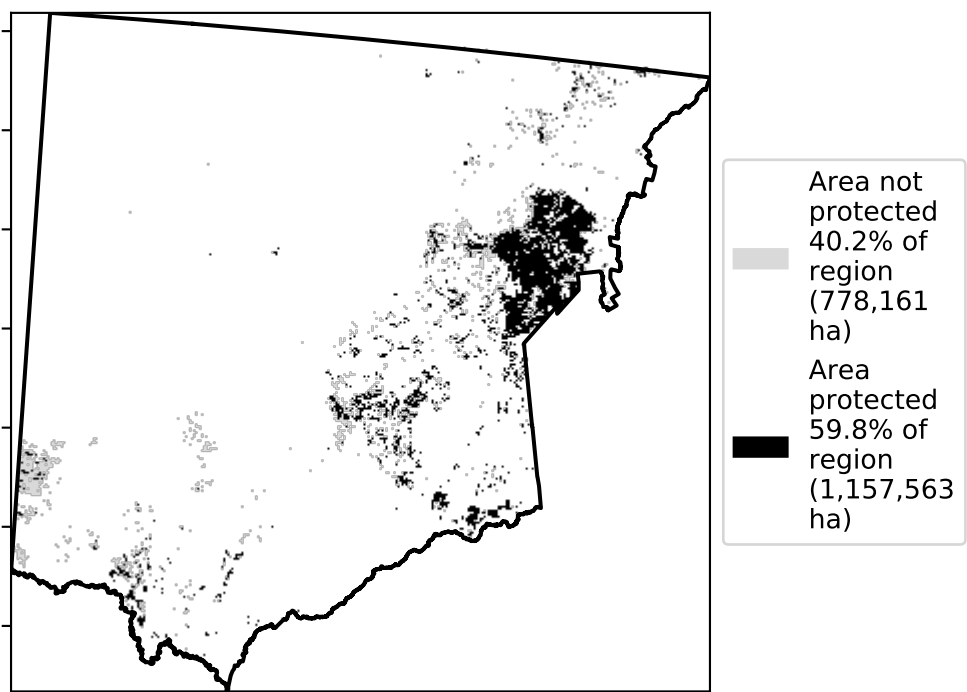 Area not
protected
40.2% of
region
(778,161
ha)
Area
protected
59.8% of
region
(1,157,563
ha)